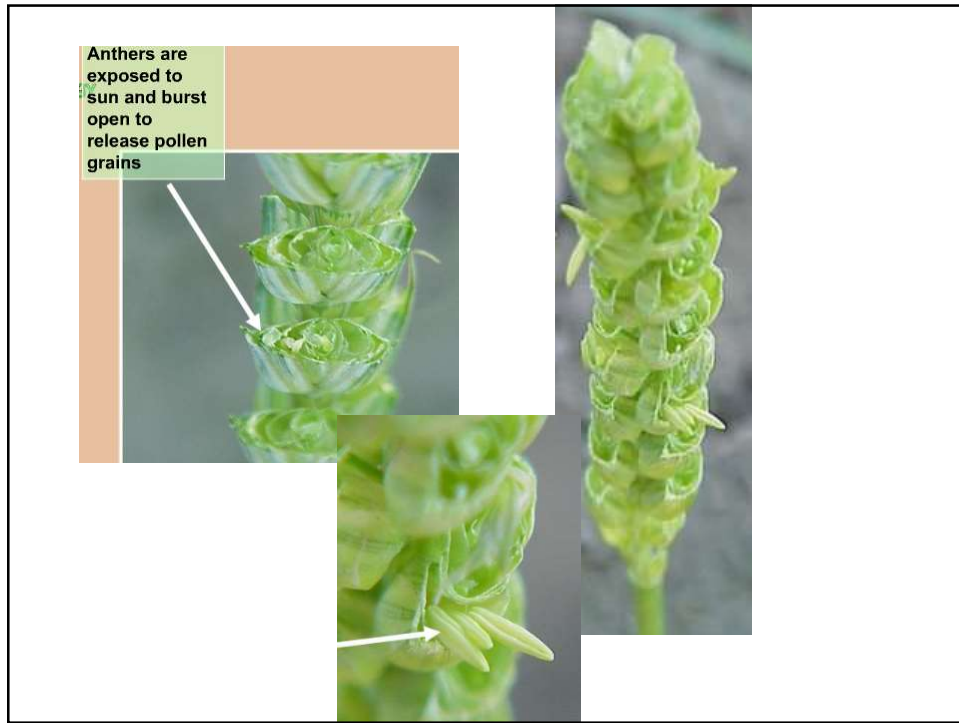 Anthers are
exposed to
sun and burst
open to
release pollen
grains